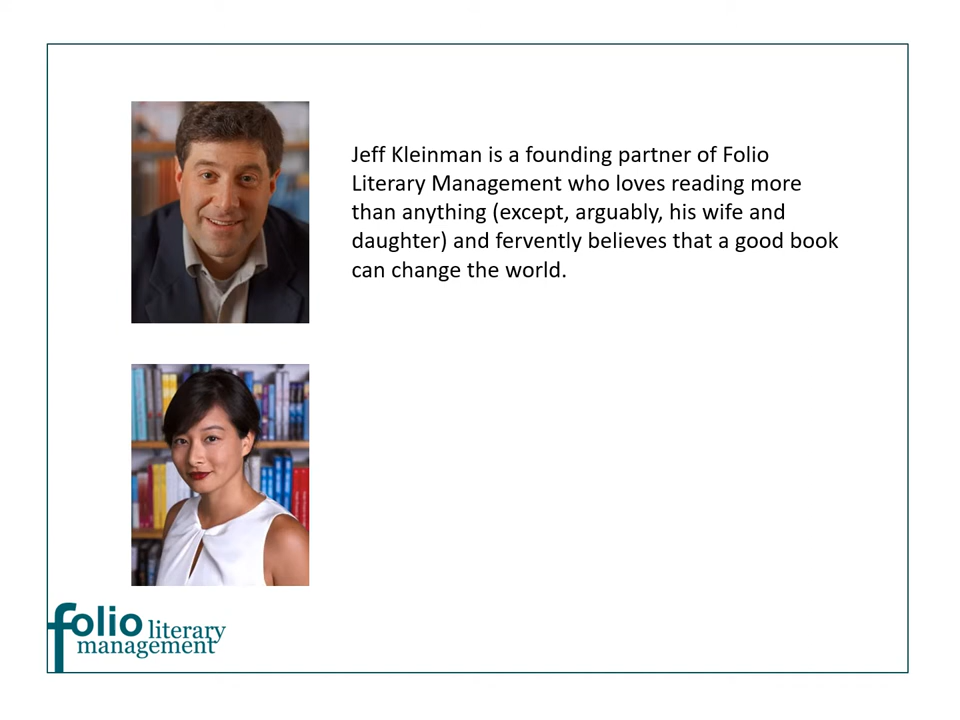 Jeff Kleinman is a founding partner of Folio
Literary Management who loves reading more
than anything (except, arguably, his wife and
daughter) and fervently believes that a good book
can change the world.
folio literary
management